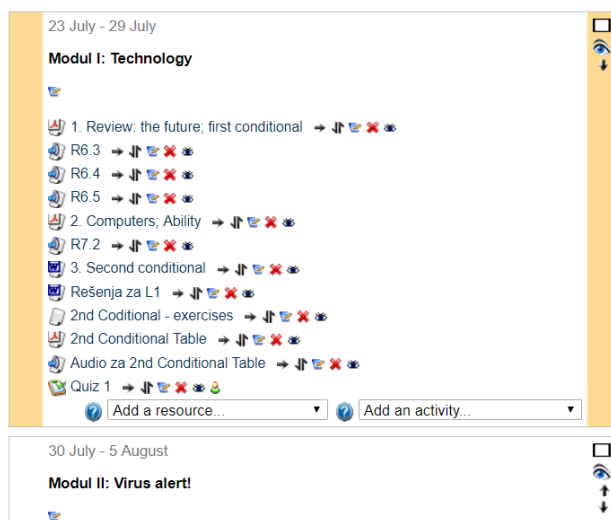 23 July - 29 July
Modul I: Technology
1. Review: the future; first conditional
R6.3
R6.4
R6.5
2. Computers; Ability
R7.2
3. Second conditional
Rešenja za L1
2nd Coditional - exercises
2nd Conditional Table
Audio za 2nd Conditional Table
Quiz 1
Add a resource... Add an activity...
30 July - 5 August
Modul II: Virus alert!